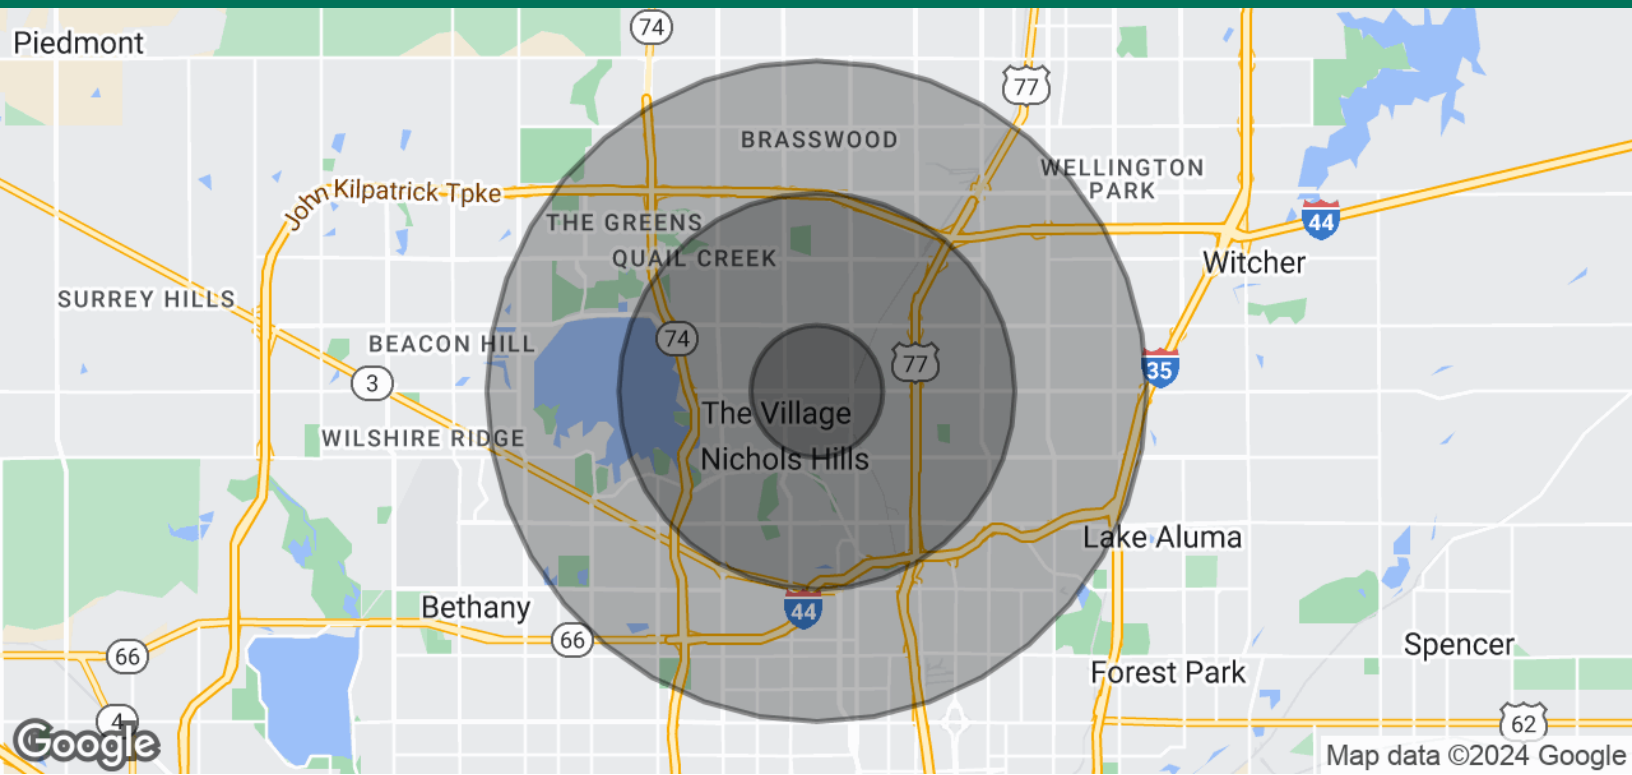 Piedmont
74
77
BRASSWOOD
WELLINGTON
PARK
John Kilpatrick Tpke
THE GREENS
44
QUAIL CREEK
Witcher
SURREY HILLS
BEACON HILL
74
77
35
3
The Village
WILSHIRE RIDGE
Nichols Hills
Lake Aluma
Bethany
44
66
66
Spencer
Forest Park
4
62
Google
Map data ©2024 Google